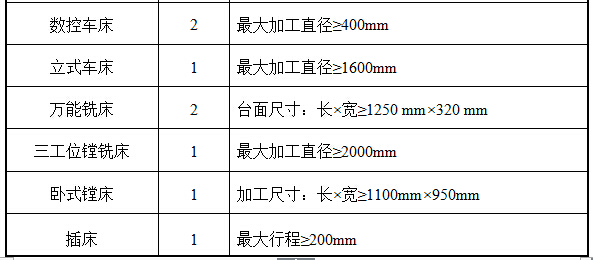 数控车床 2 最大加工直径≥400mm
立式车床 1 最大加工直径≥1600mm
万能铣床 2 台面尺寸：长×宽≥1250 mm×320 mm
三工位镗铣床 1 最大加工直径≥2000mm
卧式镗床 1 加工尺寸：长×宽≥1100mm×950mm
插床 1 最大行程≥200mm